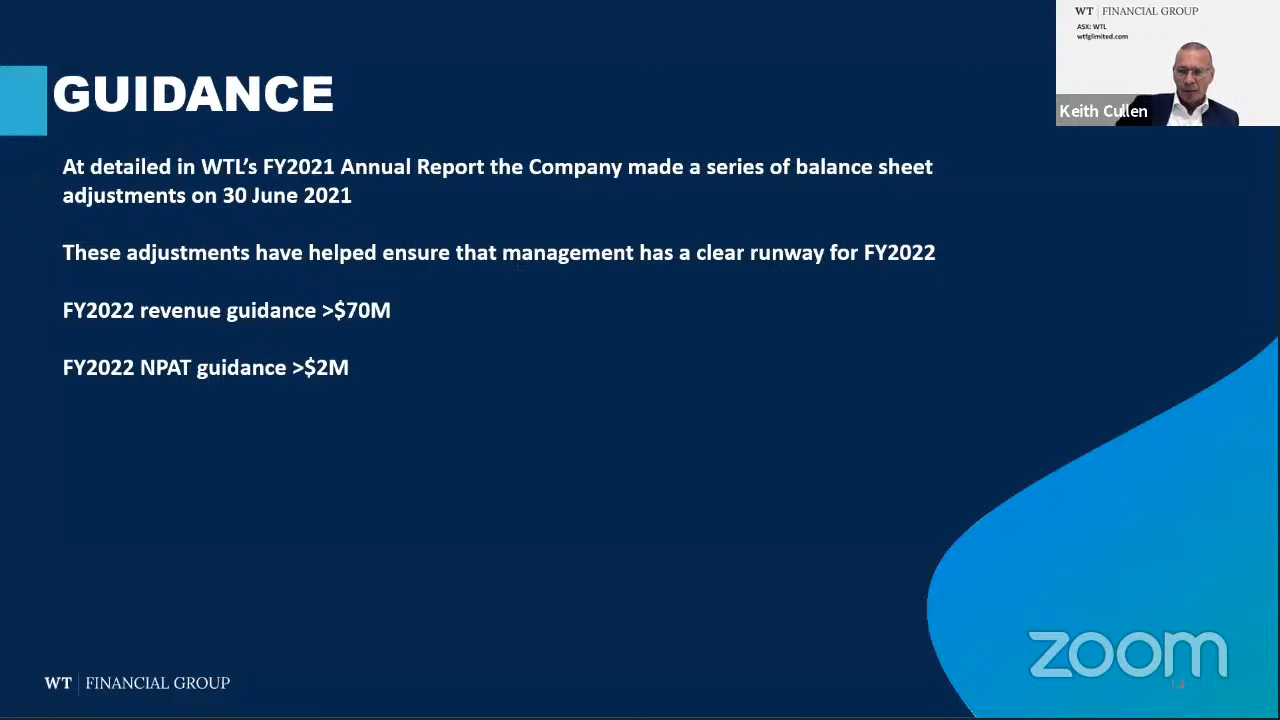 WT FINANCIAL GROUP
ASX: WTL
wtfglimited.com
Keith Cullen
GUIDANCE
At detailed in WTL’s FY2021 Annual Report the Company made a series of balance sheet
adjustments on 30 June 2021
These adjustments have helped ensure that management has a clear runway for FY2022
FY2022 revenue guidance >$70M
FY2022 NPAT guidance >$2M
WT FINANCIAL GROUP
zoom
14